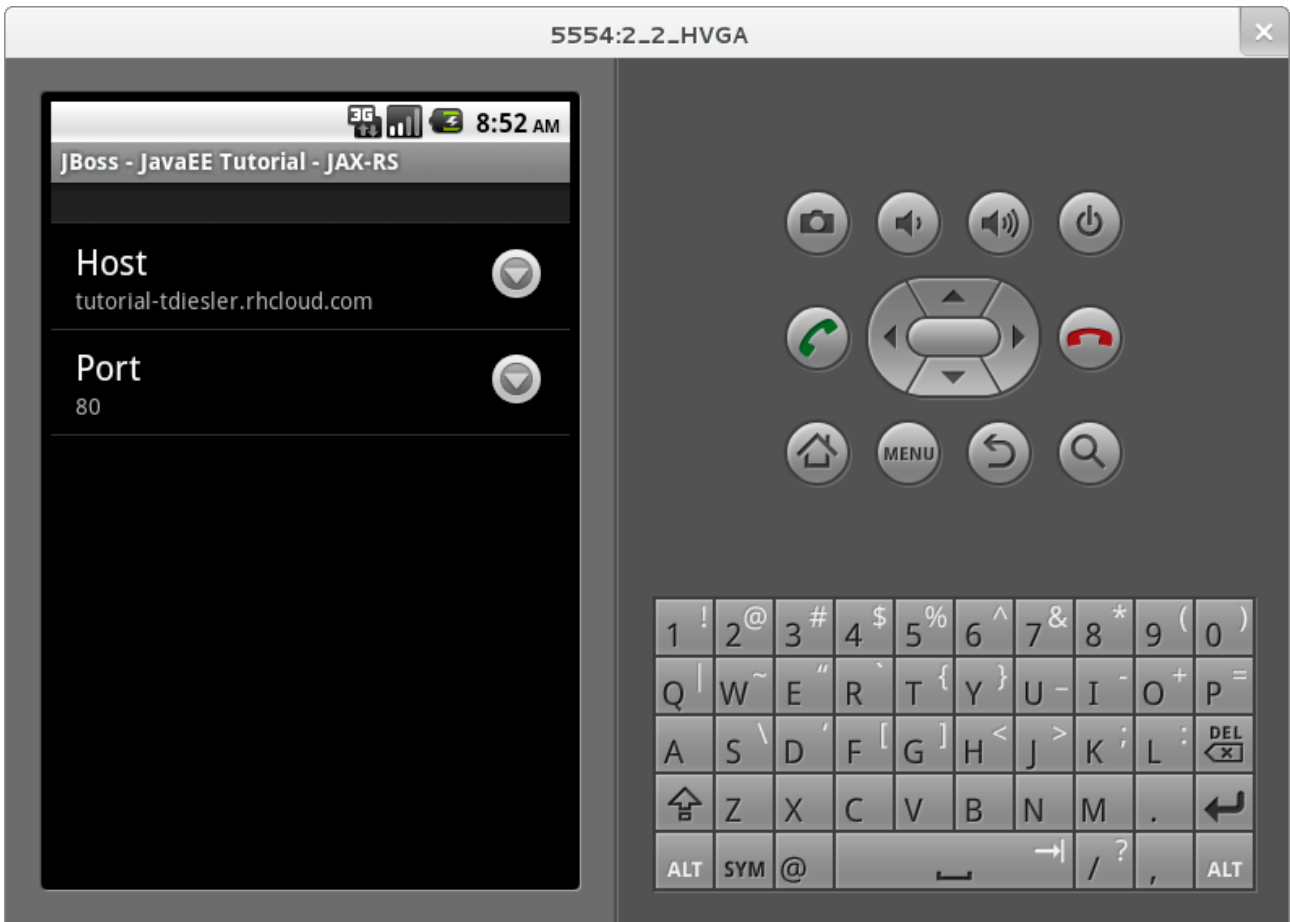 5554:2_2_HVGA
3G 8:52 AM
JBoss - JavaEE Tutorial - JAX-RS
Host
tutorial-tdiesler.rhcloud.com
Port
80
MENU
1 ! 2 @ 3 # 4 $ 5 % 6 ^ 7 & 8 * 9 ( 0 )
Q | W ~ E " R ` T { Y } U _ I - O + P =
A S \ D ' F [ G ] H < J > K ; L : DEL
Z X C V B N M .
ALT SYM @ / ? , ALT